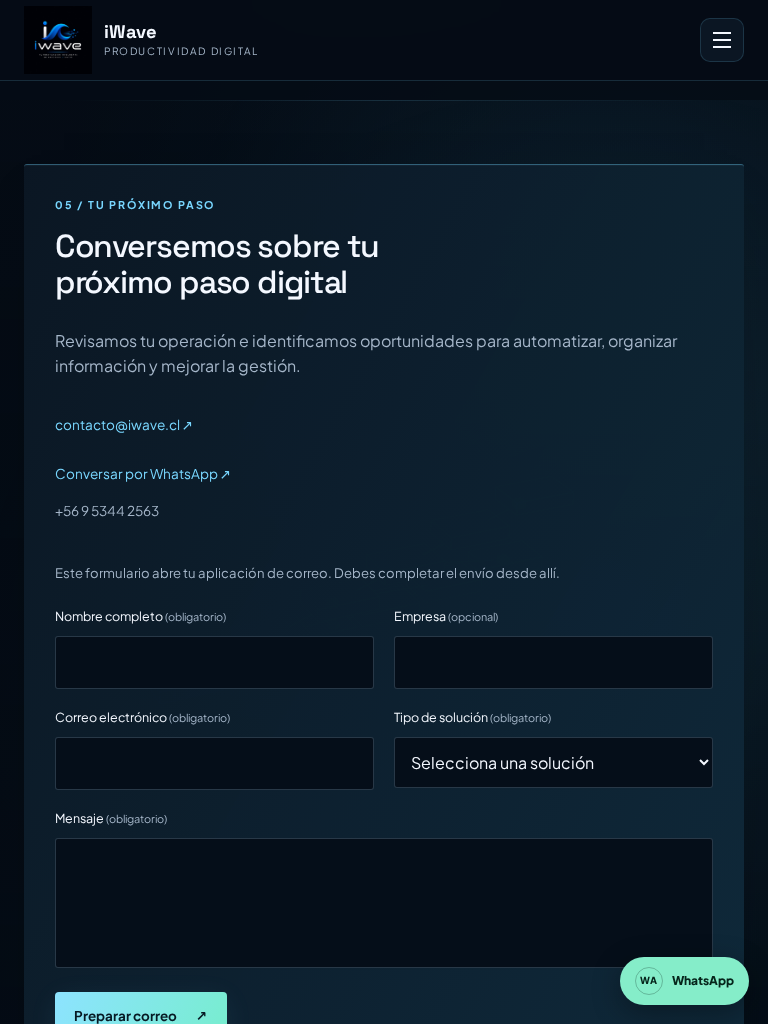 iwave
iWave
PRODUCTIVIDAD DIGITAL
05 / TU PRÓXIMO PASO
Conversemos sobre tu
próximo paso digital
Revisamos tu operación e identificamos oportunidades para automatizar, organizar
información y mejorar la gestión.
contacto@iwave.cl ↗
Conversar por WhatsApp ↗
+56 9 5344 2563
Este formulario abre tu aplicación de correo. Debes completar el envío desde allí.
Nombre completo (obligatorio)
Empresa (opcional)
Correo electrónico (obligatorio)
Tipo de solución (obligatorio)
Selecciona una solución
Mensaje (obligatorio)
WA WhatsApp
Preparar correo ↗